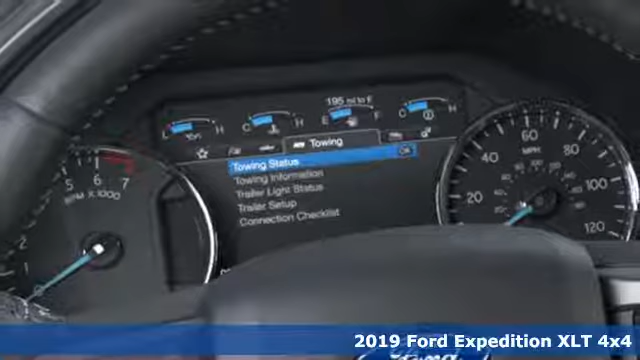 195 mi to E
C H
C H
E F
Towing
Towing Status
OK
Towing Information
Trailer Light Status
Trailer Setup
Connection Checklist
5 6 7
RPM X 1000
2
1
20 40 60 80 100 120
2019 Ford Expedition XLT 4x4